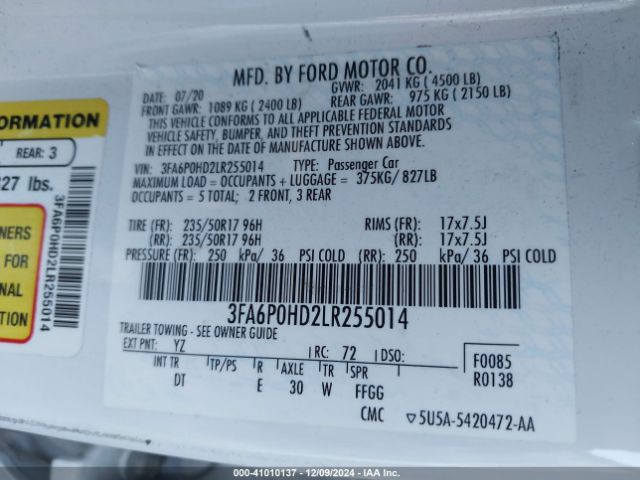 ORMATION
REAR: 3
827 lbs.
3FA6P0HD2LR255014
NERS
FOR
NAL
TION
MFD. BY FORD MOTOR CO.
DATE: 07/20 GVWR: 2041 KG ( 4500 LB)
FRONT GAWR: 1089 KG ( 2400 LB) REAR GAWR: 975 KG ( 2150 LB)
THIS VEHICLE CONFORMS TO ALL APPLICABLE FEDERAL MOTOR
VEHICLE SAFETY, BUMPER, AND THEFT PREVENTION STANDARDS
IN EFFECT ON THE DATE OF MANUFACTURE SHOWN ABOVE.
VIN: 3FA6P0HD2LR255014 TYPE: Passenger Car
MAXIMUM LOAD = OCCUPANTS + LUGGAGE = 375KG/ 827LB
OCCUPANTS = 5 TOTAL; 2 FRONT, 3 REAR
TIRE (FR): 235/50R17 96H RIMS (FR): 17x7.5J
(RR): 235/50R17 96H (RR): 17x7.5J
PRESSURE (FR): 250 kPa/ 36 PSI COLD (RR): 250 kPa/ 36 PSI COLD
3FA6P0HD2LR255014
TRAILER TOWING - SEE OWNER GUIDE
EXT PNT: YZ RC: 72 DSO: F0085
INT TR TP/PS R AXLE TR SPR R0138
DT E 30 W FFGG
CMC ▽5U5A-5420472-AA
000-41010137 - 12/09/2024 - IAAI.com